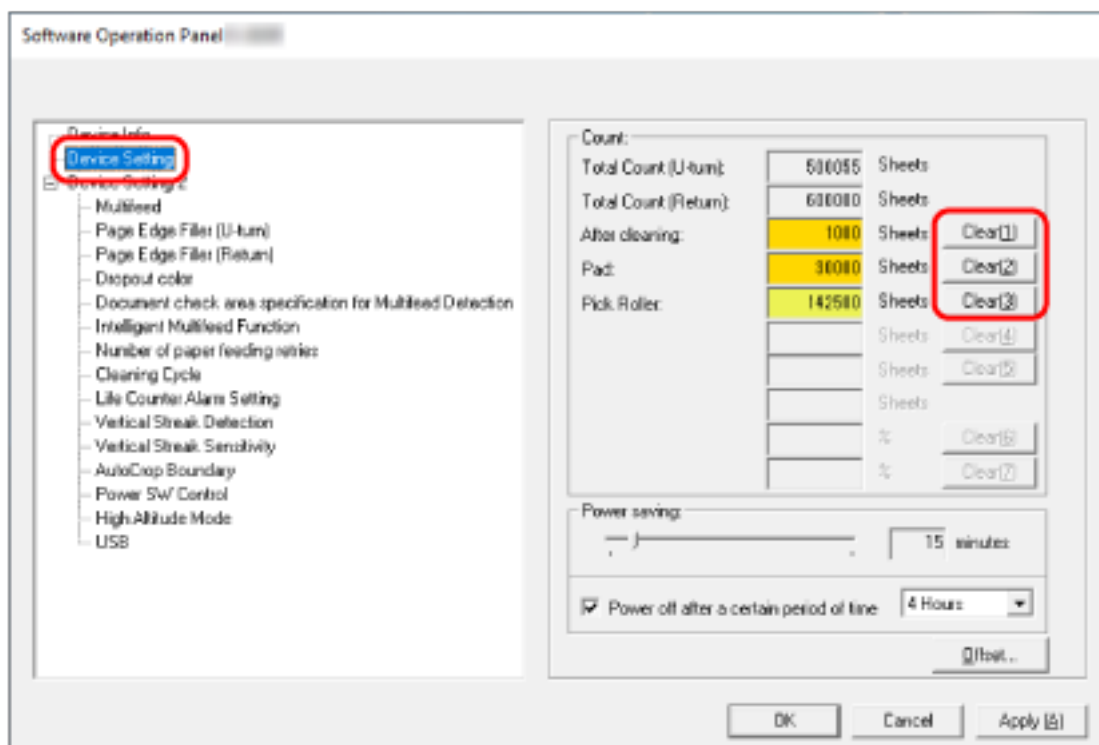 Software Operation Panel
Device Info
Device Setting
Device Setting 2
Multifeed
Page Edge Filler (U-turn)
Page Edge Filler (Return)
Dropout color
Document check area specification for Multifeed Detection
Intelligent Multifeed Function
Number of paper feeding retries
Cleaning Cycle
Life Counter Alarm Setting
Vertical Streak Detection
Vertical Streak Sensitivity
AutoCrop Boundary
Power SW Control
High Altitude Mode
USB
Count:
Total Count (U-turn): 500055 Sheets
Total Count (Return): 600000 Sheets
After cleaning: 1000 Sheets Clear(1)
Pad: 30000 Sheets Clear(2)
Pick Roller: 142500 Sheets Clear(3)
Sheets Clear(4)
Sheets Clear(5)
Sheets
% Clear(6)
% Clear(7)
Power saving:
15 minutes
Power off after a certain period of time 4 Hours
Offset...
OK Cancel Apply (A)